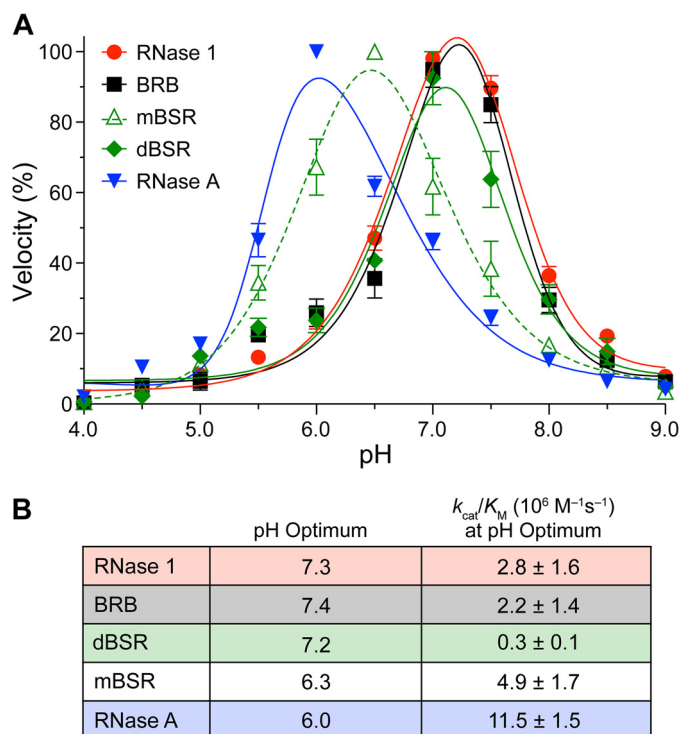 A
RNase 1
BRB
mBSR
dBSR
RNase A
Velocity (%)
100
80
60
40
20
0
4.0 5.0 6.0 7.0 8.0 9.0
pH
B
pH Optimum
k_cat/K_M (10⁶ M⁻¹s⁻¹)
at pH Optimum
RNase 1 7.3 2.8 ± 1.6
BRB 7.4 2.2 ± 1.4
dBSR 7.2 0.3 ± 0.1
mBSR 6.3 4.9 ± 1.7
RNase A 6.0 11.5 ± 1.5